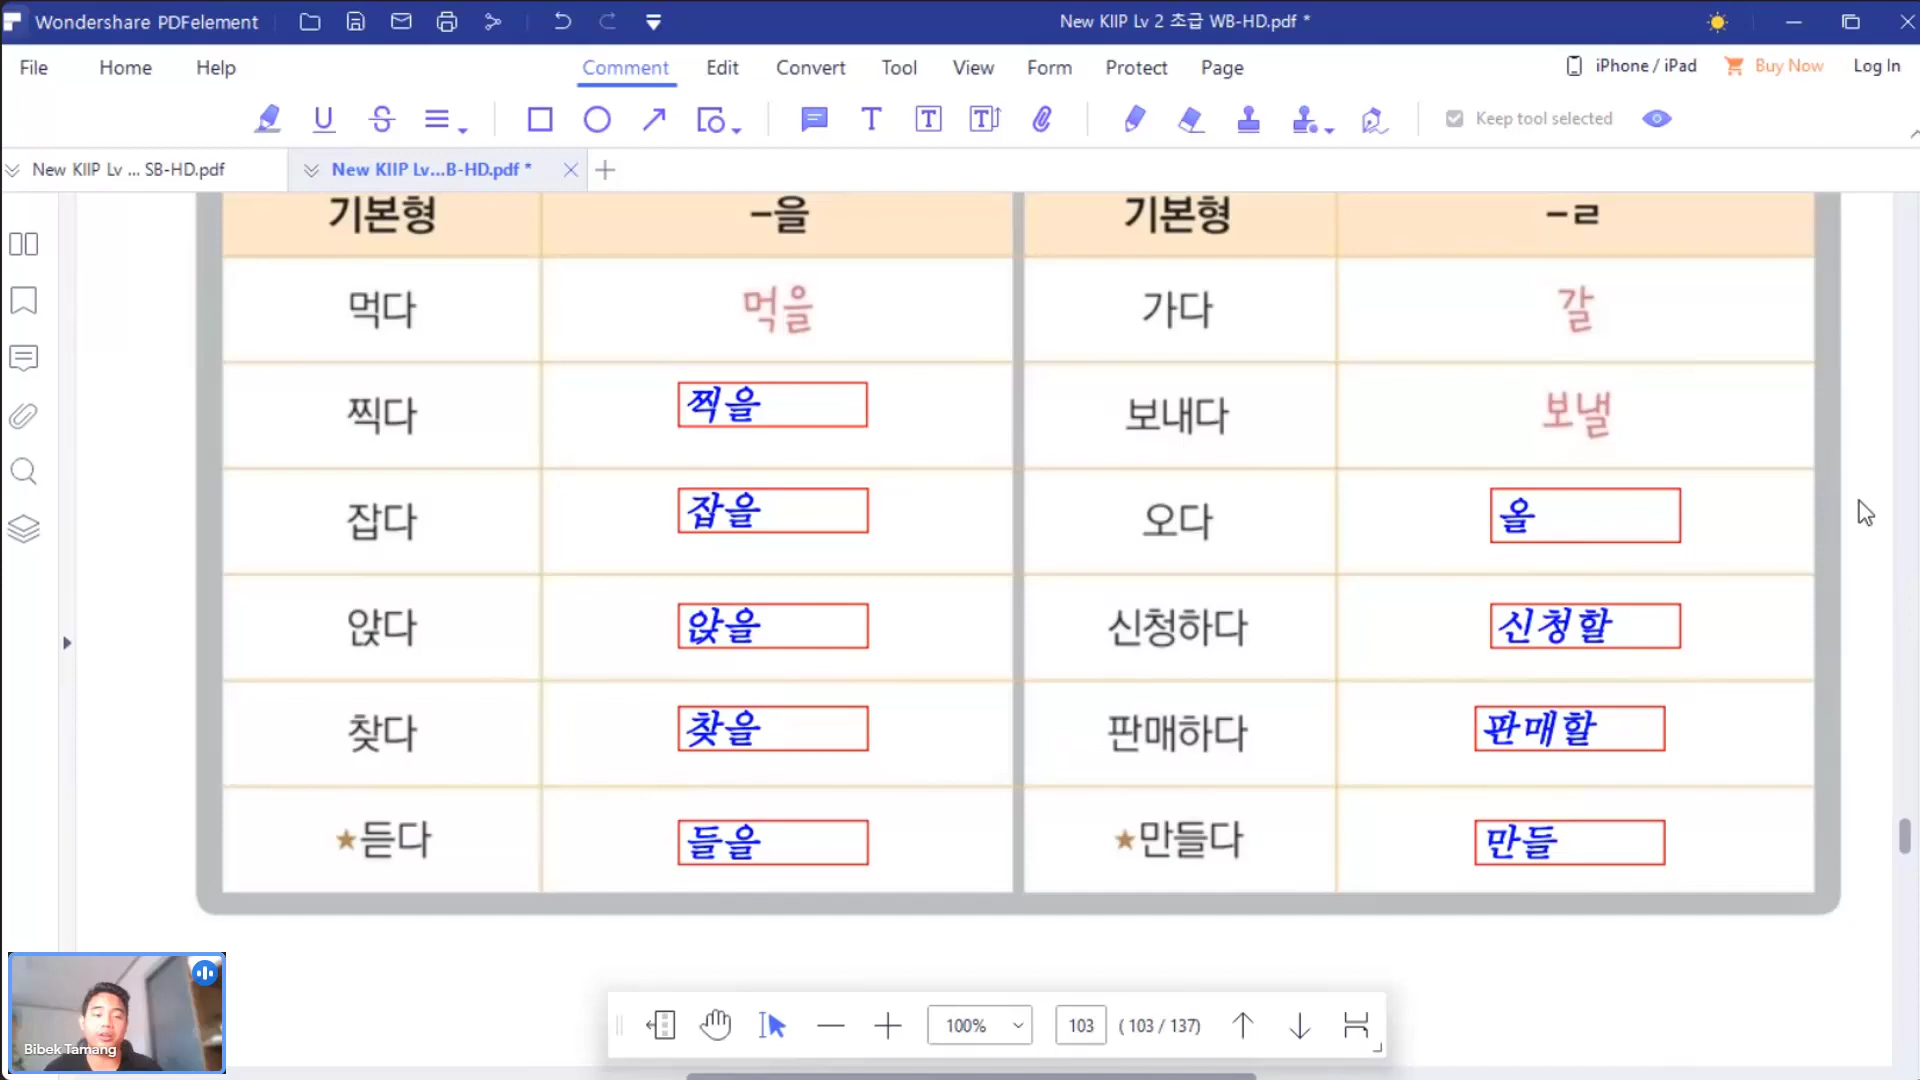 Wondershare PDFelement
New KIIP Lv 2 초급 WB-HD.pdf *
File Home Help Comment Edit Convert Tool View Form Protect Page iPhone / iPad Buy Now Log In
Keep tool selected
New KIIP Lv ... SB-HD.pdf New KIIP Lv...B-HD.pdf *
기본형 -을 기본형 -ㄹ
먹다 먹을 가다 갈
찍다 찍을 보내다 보낼
잡다 잡을 오다 올
앉다 앉을 신청하다 신청할
찾다 찾을 판매하다 판매할
★듣다 들을 ★만들다 만들
Bibek Tamang
100% 103 ( 103 / 137)